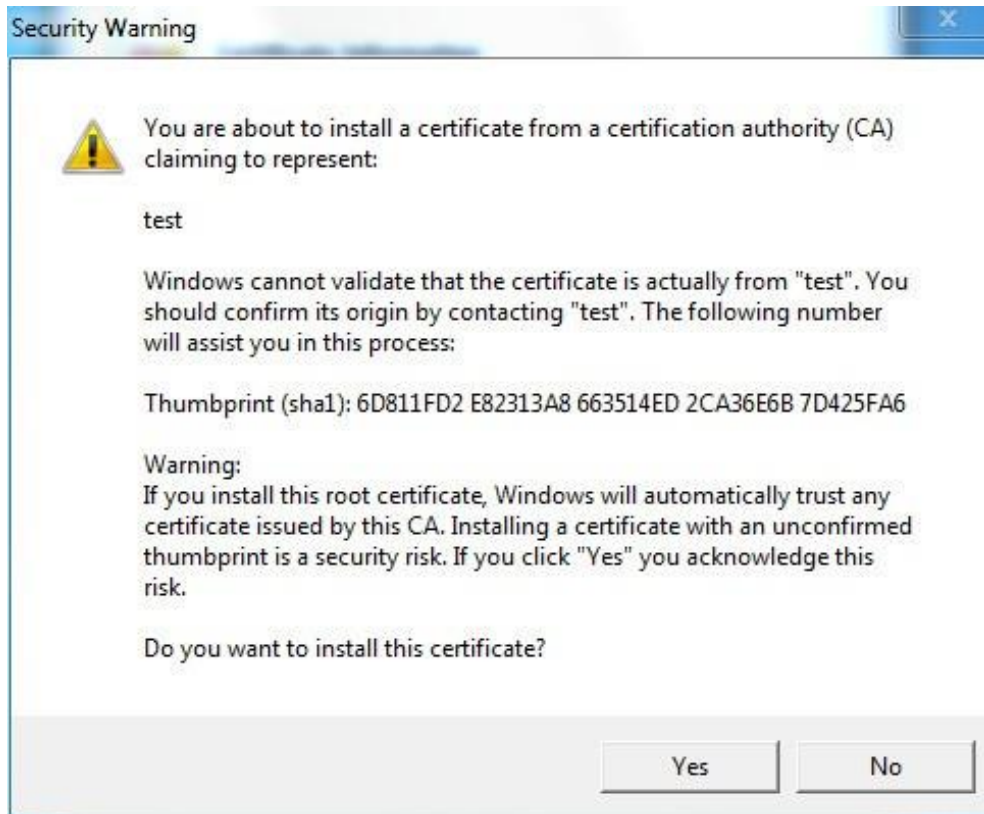 Security Warning
You are about to install a certificate from a certification authority (CA)
claiming to represent:
test
Windows cannot validate that the certificate is actually from "test". You
should confirm its origin by contacting "test". The following number
will assist you in this process:
Thumbprint (sha1): 6D811FD2 E82313A8 663514ED 2CA36E6B 7D425FA6
Warning:
If you install this root certificate, Windows will automatically trust any
certificate issued by this CA. Installing a certificate with an unconfirmed
thumbprint is a security risk. If you click "Yes" you acknowledge this
risk.
Do you want to install this certificate?
Yes No